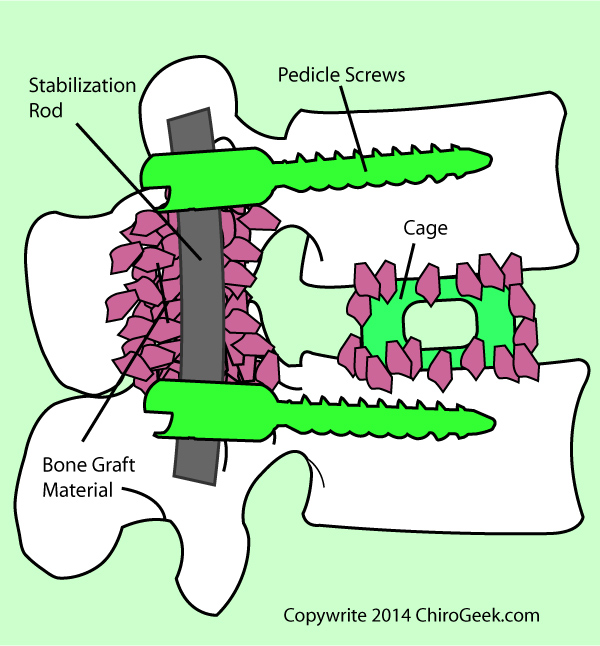 Stabilization
Rod
Pedicle Screws
Cage
Bone Graft
Material
Copywrite 2014 ChiroGeek.com